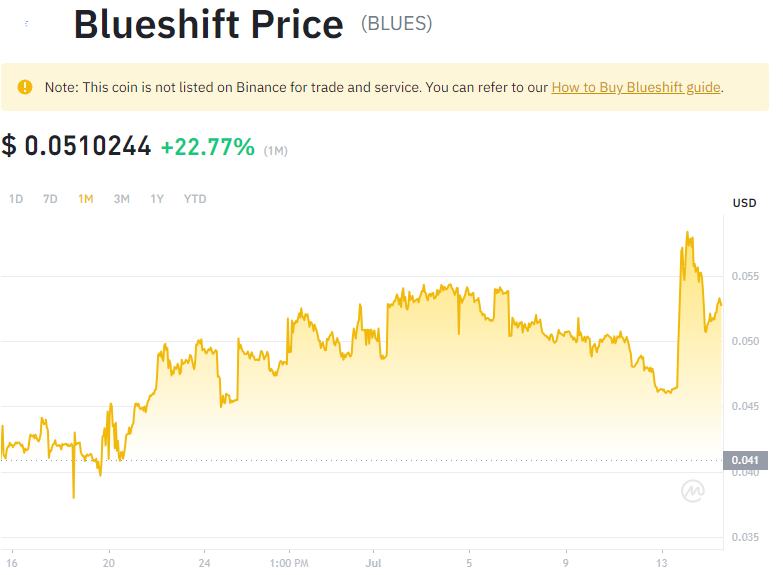 Blueshift Price (BLUES)
Note: This coin is not listed on Binance for trade and service. You can refer to our How to Buy Blueshift guide.
$ 0.0510244 +22.77% (1M)
1D 7D 1M 3M 1Y YTD
USD
0.055
0.050
0.045
0.041
0.040
0.035
16 20 24 1:00 PM Jul 5 9 13